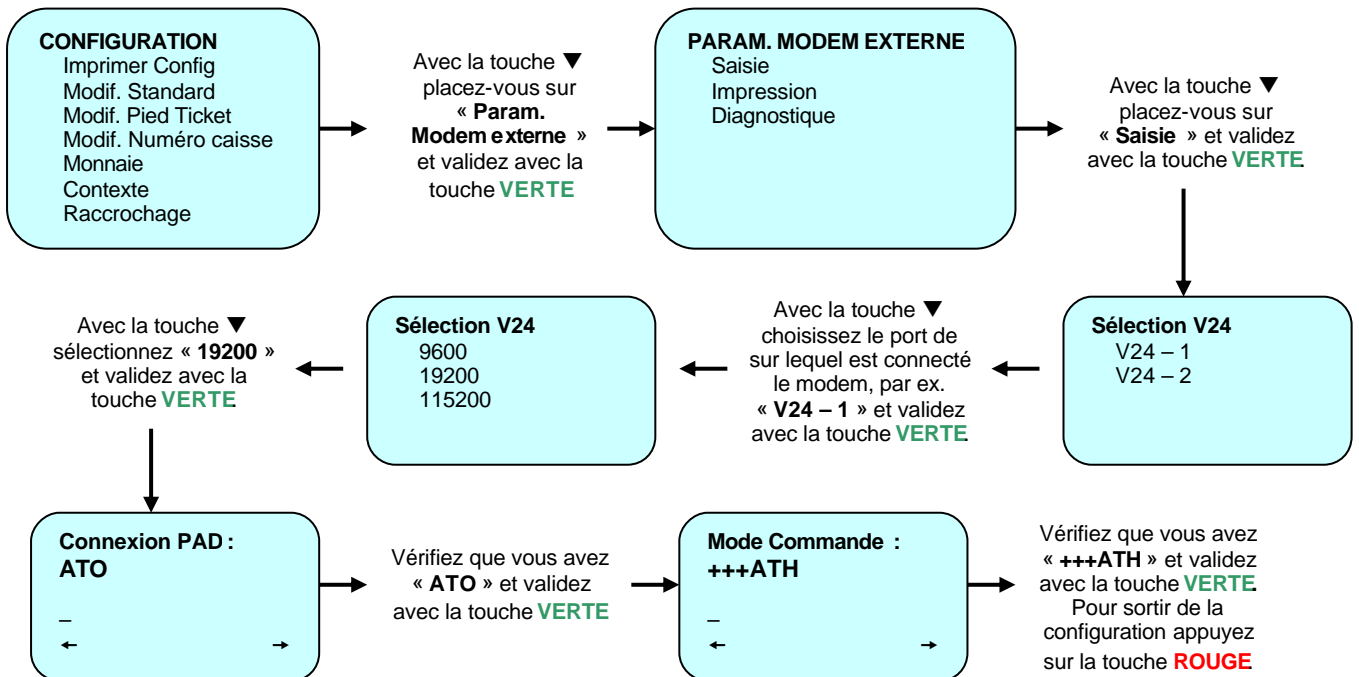 CONFIGURATION
Imprimer Config
Modif. Standard
Modif. Pied Ticket
Modif. Numéro caisse
Monnaie
Contexte
Raccrochage
Avec la touche ▼
placez-vous sur
« Param.
Modem externe »
et validez avec la
touche VERTE
PARAM. MODEM EXTERNE
Saisie
Impression
Diagnostique
Avec la touche ▼
placez-vous sur
« Saisie » et validez
avec la touche VERTE.
Sélection V24
V24 – 1
V24 – 2
Avec la touche ▼
choisissez le port de
sur lequel est connecté
le modem, par ex.
« V24 – 1 » et validez
avec la touche VERTE.
Sélection V24
9600
19200
115200
Avec la touche ▼
sélectionnez « 19200 »
et validez avec la
touche VERTE.
Connexion PAD :
ATO
_
← →
Vérifiez que vous avez
« ATO » et validez
avec la touche VERTE
Mode Commande :
+++ATH
_
← →
Vérifiez que vous avez
« +++ATH » et validez
avec la touche VERTE.
Pour sortir de la
configuration appuyez
sur la touche ROUGE.